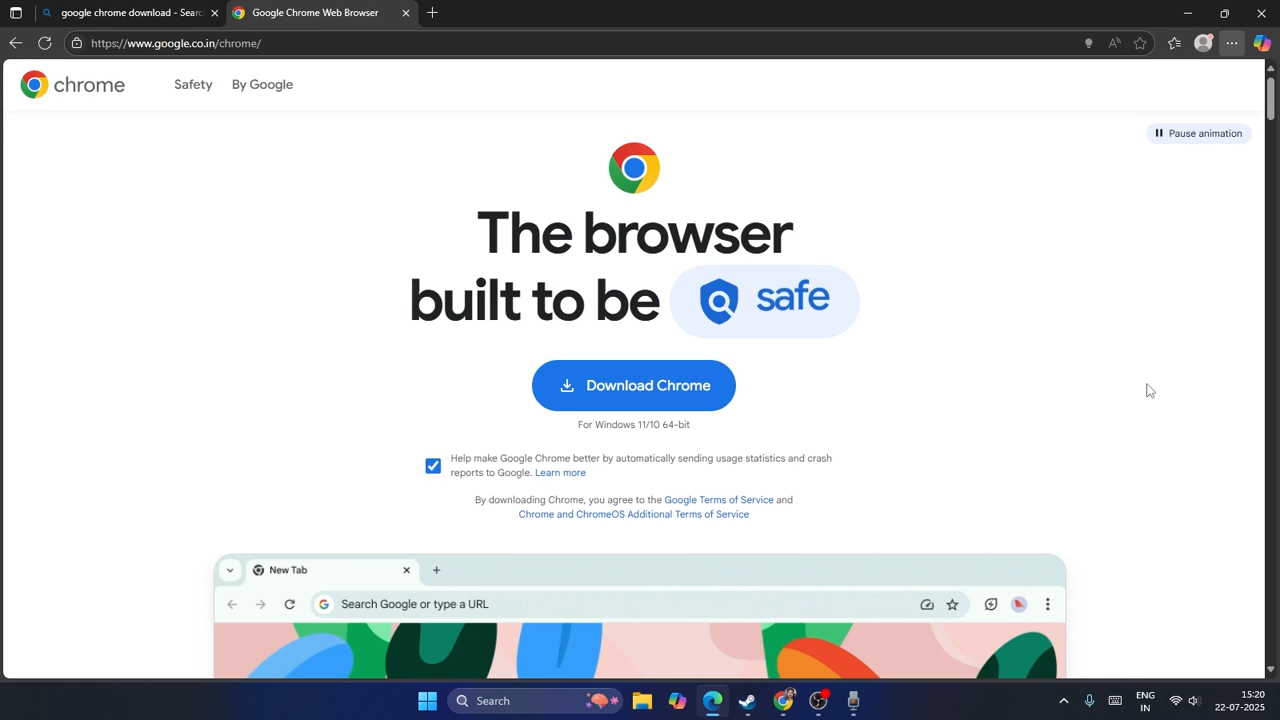 google chrome download - Searc
Google Chrome Web Browser
https://www.google.co.in/chrome/
chrome
Safety
By Google
Pause animation
The browser
built to be safe
Download Chrome
For Windows 11/10 64-bit
Help make Google Chrome better by automatically sending usage statistics and crash
reports to Google. Learn more
By downloading Chrome, you agree to the Google Terms of Service and
Chrome and ChromeOS Additional Terms of Service
New Tab
Search Google or type a URL
Search
ENG
IN
15:20
22-07-2025